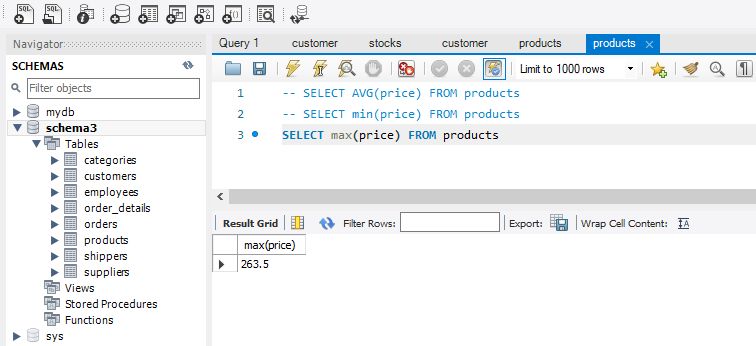 SQL
SQL
Navigator
SCHEMAS
Filter objects
mydb
schema3
Tables
categories
customers
employees
order_details
orders
products
shippers
suppliers
Views
Stored Procedures
Functions
sys
Query 1
customer
stocks
customer
products
products ×
Limit to 1000 rows
1 -- SELECT AVG(price) FROM products
2 -- SELECT min(price) FROM products
3 SELECT max(price) FROM products
Result Grid
Filter Rows:
Export:
Wrap Cell Content:
max(price)
263.5